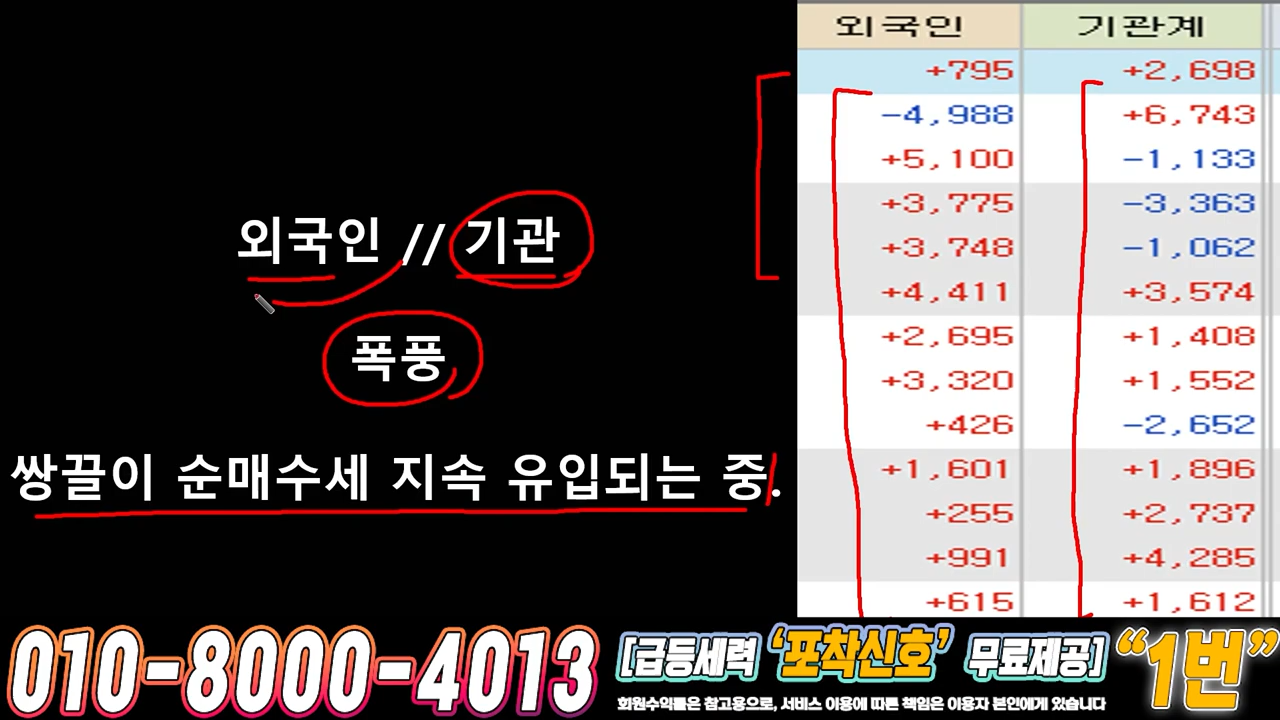 외국인 // 기관
폭풍
쌍끌이 순매수세 지속 유입되는 중.
외국인 기관계
+795 +2,698
-4,988 +6,743
+5,100 -1,133
+3,775 -3,363
+3,748 -1,062
+4,411 +3,574
+2,695 +1,408
+3,320 +1,552
+426 -2,652
+1,601 +1,896
+255 +2,737
+991 +4,285
+615 +1,612
010-8000-4013
[급등세력 ‘포착신호’ 무료제공] “1번”
회원수익률은 참고용으로, 서비스 이용에 따른 책임은 이용자 본인에게 있습니다